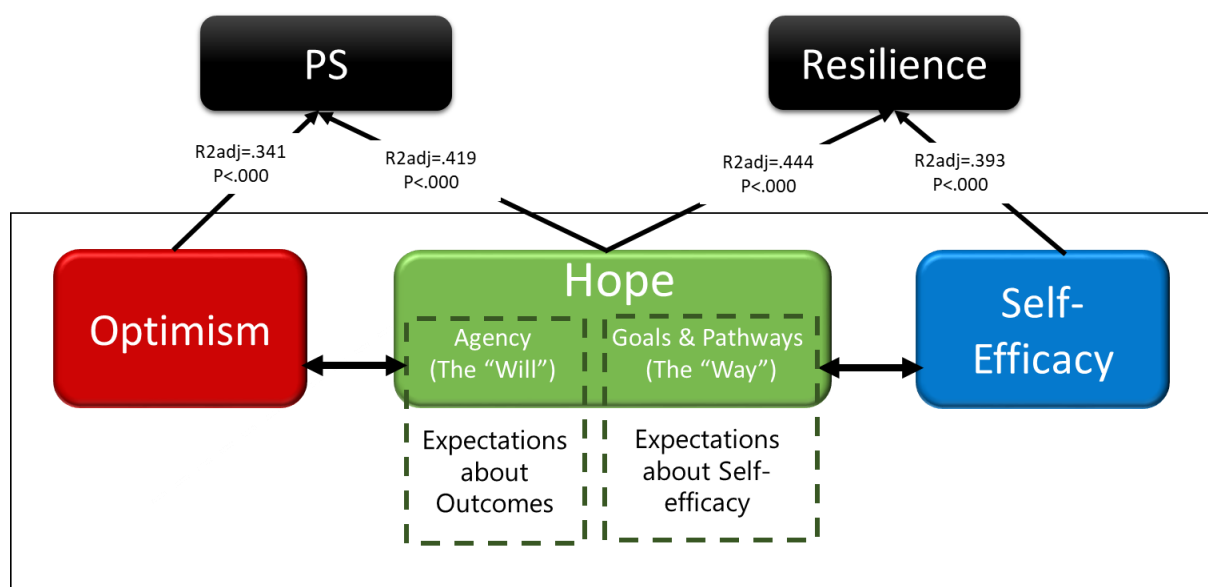 PS
Resilience
R2adj=.341
P<.000
R2adj=.419
P<.000
R2adj=.444
P<.000
R2adj=.393
P<.000
Optimism
Hope
Agency
(The “Will”)
Goals & Pathways
(The “Way”)
Self-
Efficacy
Expectations
about
Outcomes
Expectations
about Self-
efficacy